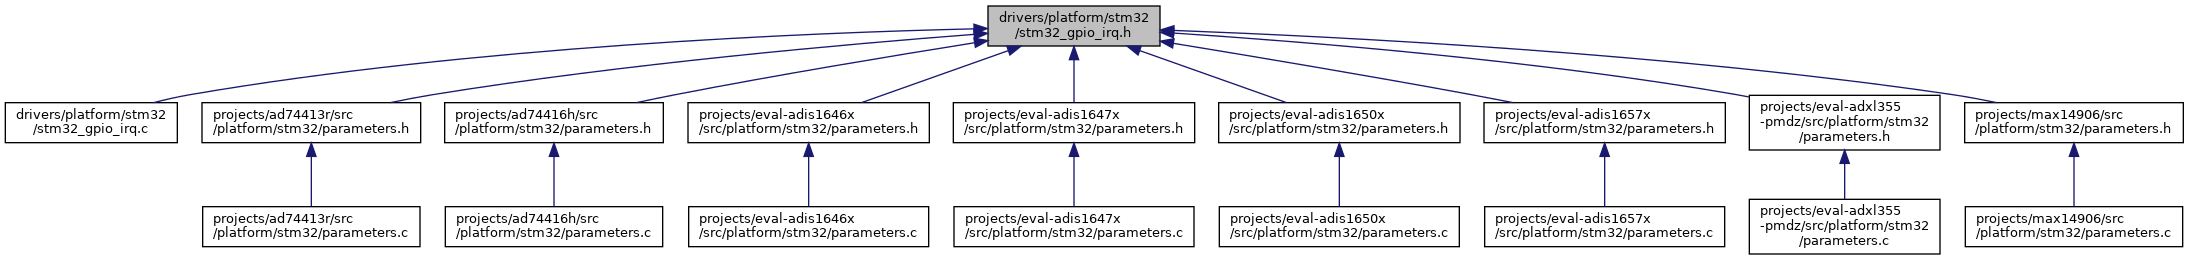 drivers/platform/stm32
/stm32_gpio_irq.h
drivers/platform/stm32
/stm32_gpio_irq.c
projects/ad74413r/src
/platform/stm32/parameters.h
projects/ad74416h/src
/platform/stm32/parameters.h
projects/eval-adis1646x
/src/platform/stm32/parameters.h
projects/eval-adis1647x
/src/platform/stm32/parameters.h
projects/eval-adis1650x
/src/platform/stm32/parameters.h
projects/eval-adis1657x
/src/platform/stm32/parameters.h
projects/eval-adxl355
-pmdz/src/platform/stm32
/parameters.h
projects/max14906/src
/platform/stm32/parameters.h
projects/ad74413r/src
/platform/stm32/parameters.c
projects/ad74416h/src
/platform/stm32/parameters.c
projects/eval-adis1646x
/src/platform/stm32/parameters.c
projects/eval-adis1647x
/src/platform/stm32/parameters.c
projects/eval-adis1650x
/src/platform/stm32/parameters.c
projects/eval-adis1657x
/src/platform/stm32/parameters.c
projects/eval-adxl355
-pmdz/src/platform/stm32
/parameters.c
projects/max14906/src
/platform/stm32/parameters.c